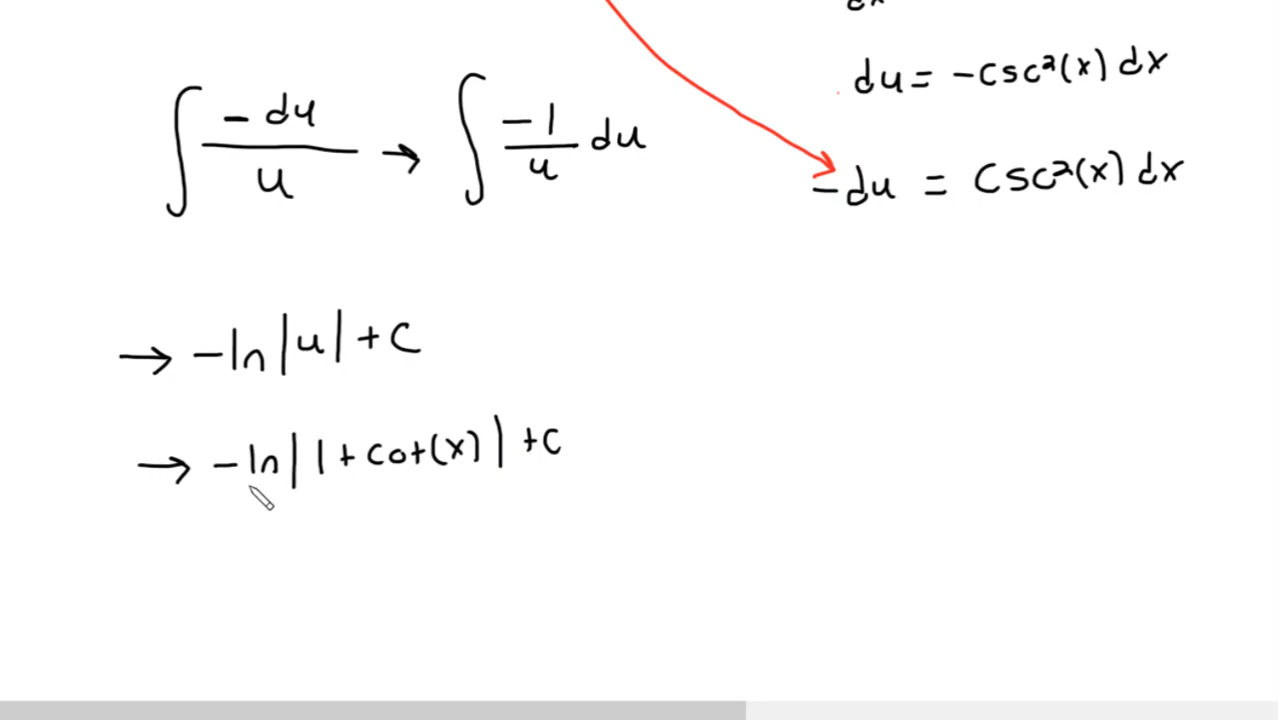 du = -csc²(x) dx
∫ -du/u → ∫ -1/u du
-du = csc²(x) dx
→ -ln|u| + c
→ -ln|1 + cot(x)| + c